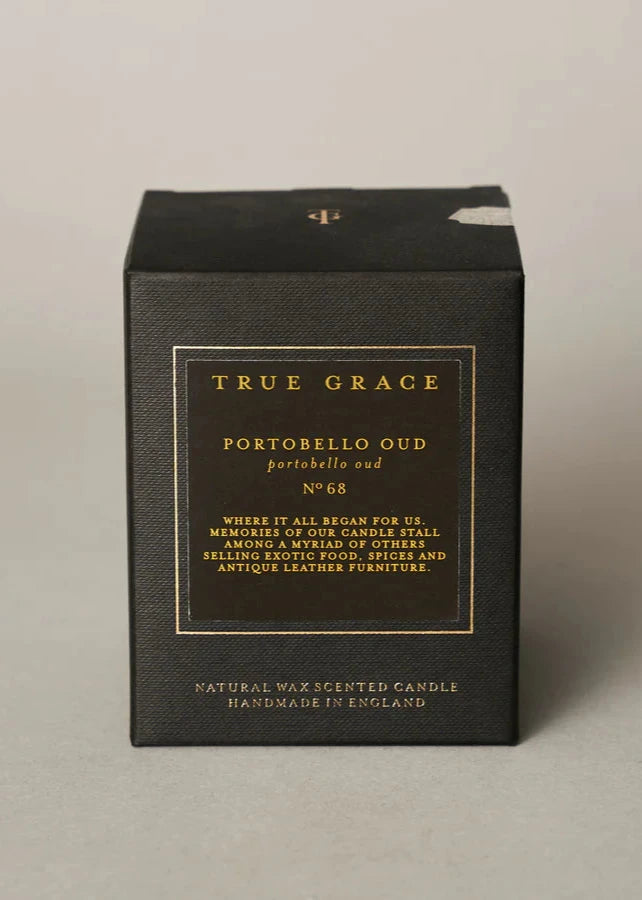 TRUE GRACE
PORTOBELLO OUD
portobello oud
Nº 68
WHERE IT ALL BEGAN FOR US.
MEMORIES OF OUR CANDLE STALL
AMONG A MYRIAD OF OTHERS
SELLING EXOTIC FOOD, SPICES AND
ANTIQUE LEATHER FURNITURE.
NATURAL WAX SCENTED CANDLE
HANDMADE IN ENGLAND